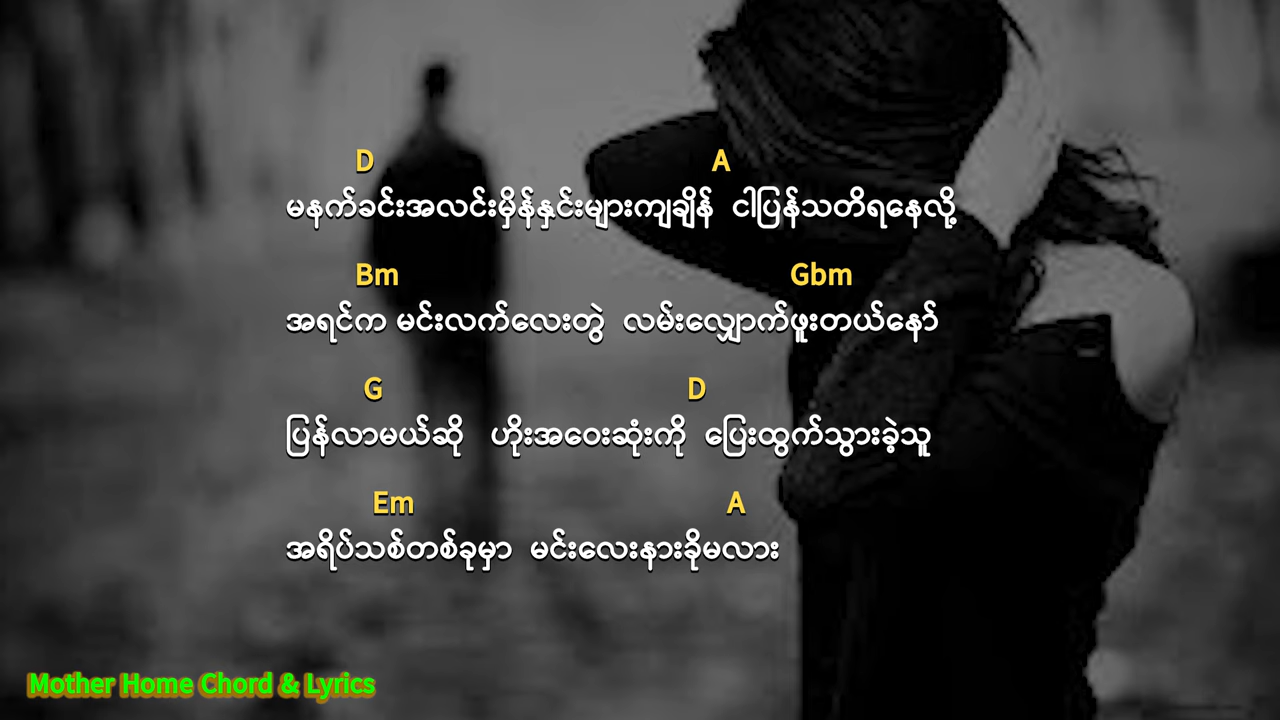 D A
မနက်ခင်းအလင်းမှိန်နှင်းများကျချိန် ငါပြန်သတိရနေလို့
Bm Gbm
အရင်က မင်းလက်လေးတွဲ လမ်းလျှောက်ဖူးတယ်နော်
G D
ပြန်လာမယ်ဆို ဟိုးအဝေးဆုံးကို ပြေးထွက်သွားခဲ့သူ
Em A
အရိပ်သစ်တစ်ခုမှာ မင်းလေးနားခိုမလား
Mother Home Chord & Lyrics